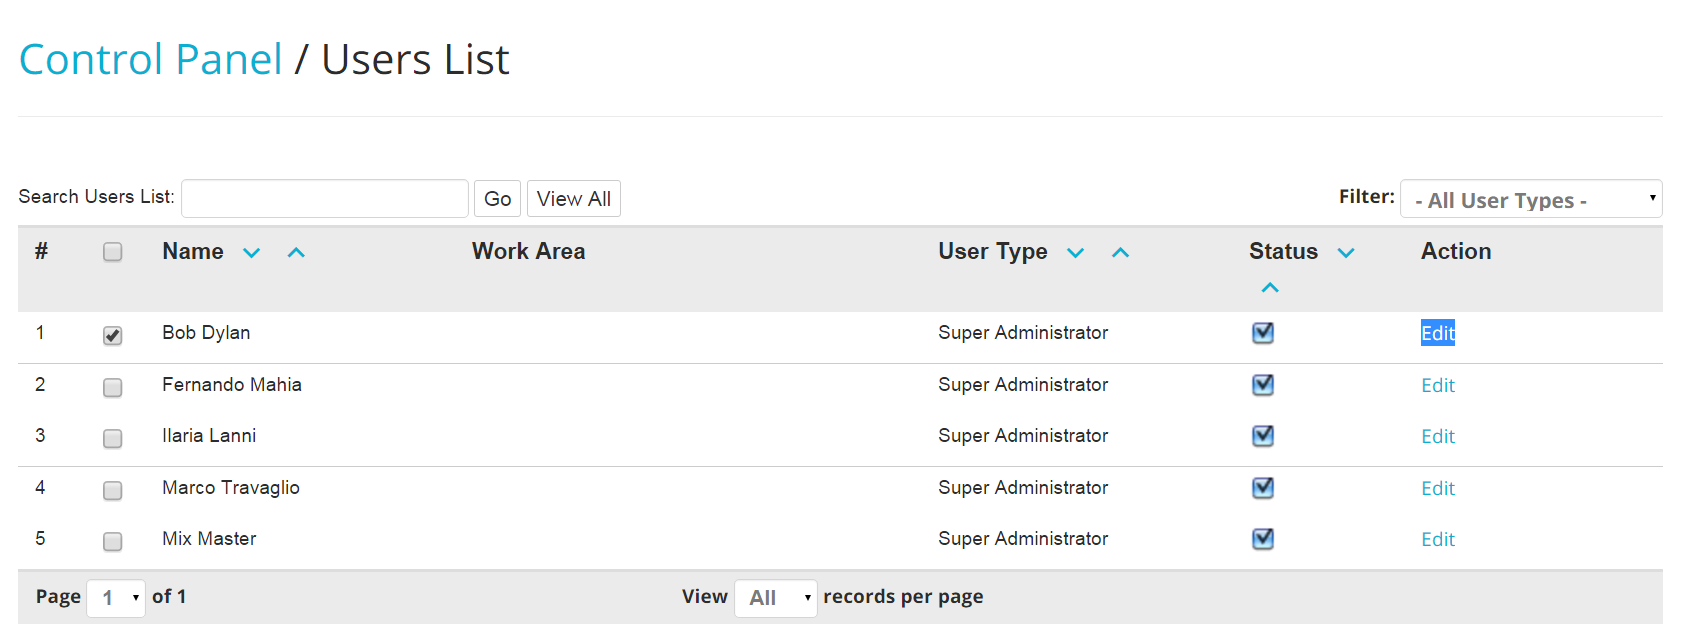 Control Panel / Users List
Search Users List: Go View All Filter: - All User Types -
# Name Work Area User Type Status Action
1 Bob Dylan Super Administrator Edit
2 Fernando Mahia Super Administrator Edit
3 Ilaria Lanni Super Administrator Edit
4 Marco Travaglio Super Administrator Edit
5 Mix Master Super Administrator Edit
Page 1 of 1 View All records per page